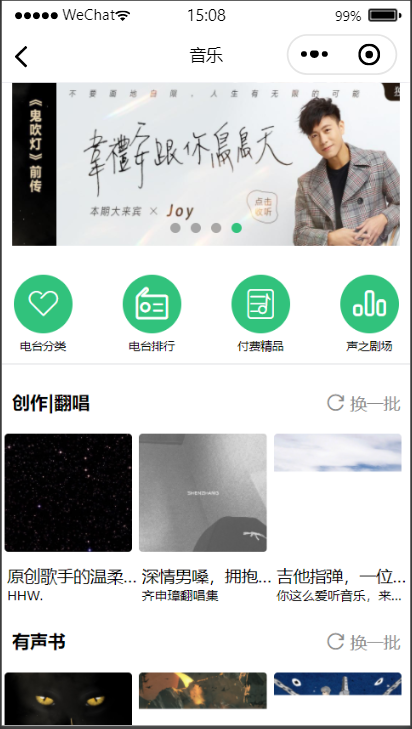 WeChat
15:08
99%
音乐
《鬼吹灯》前传
不要画地自限，人生有无限的可能
韋禮安跟你鳥鳥天
本期大来宾 × Joy
点击
收听
电台分类
电台排行
付费精品
声之剧场
创作|翻唱
换一批
原创歌手的温柔...
深情男嗓，拥抱...
吉他指弹，一位...
HHW.
齐申璋翻唱集
你这么爱听音乐，来...
有声书
换一批